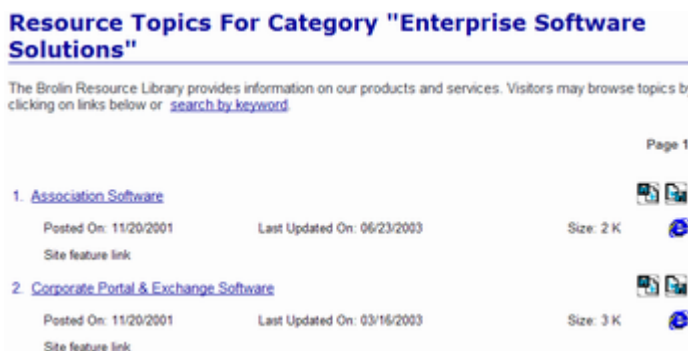 Resource Topics For Category "Enterprise Software
Solutions"
The Brolin Resource Library provides information on our products and services. Visitors may browse topics by
clicking on links below or search by keyword.
Page 1
1. Association Software
Posted On: 11/20/2001 Last Updated On: 06/23/2003 Size: 2 K
Site feature link
2. Corporate Portal & Exchange Software
Posted On: 11/20/2001 Last Updated On: 03/16/2003 Size: 3 K
Site feature link